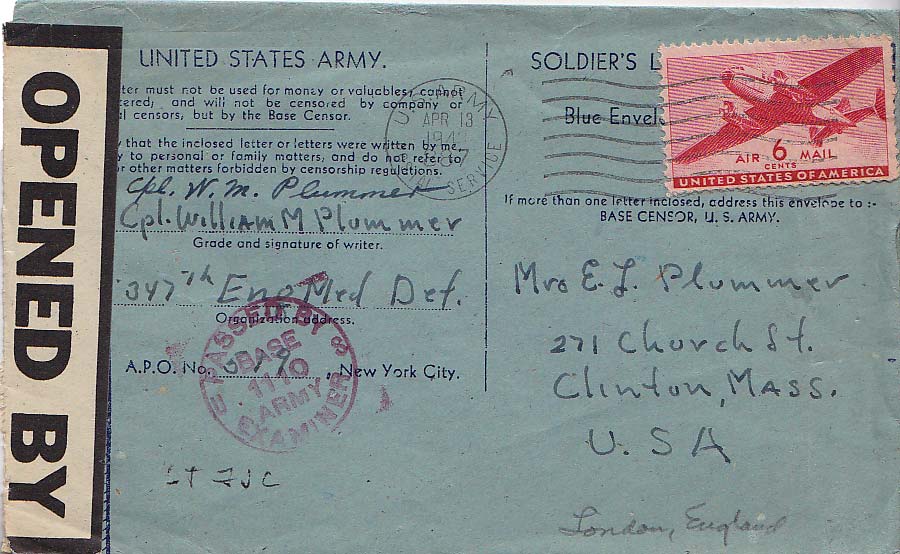 OPENED BY
UNITED STATES ARMY.
ter must not be used for money or valuables, cannot
ered; and will not be censored by company or
l censors, but by the Base Censor.
that the inclosed letter or letters were written by me,
y to personal or family matters, and do not refer to
or other matters forbidden by censorship regulations.
Cpl. W. M. Plummer
Cpl. William M Plummer
Grade and signature of writer.
347th Eng Med Det.
Organization address.
A.P.O. No. , New York City.
PASSED BY
BASE
1110
ARMY
EXAMINER
U.S. ARMY
APR 13
SERVICE
SOLDIER'S L
Blue Envel
AIR 6 MAIL
CENTS
UNITED STATES OF AMERICA
If more than one letter inclosed, address this envelope to :-
BASE CENSOR, U. S. ARMY.
Mrs E. L. Plummer
271 Church St.
Clinton, Mass.
U. S A
London, England